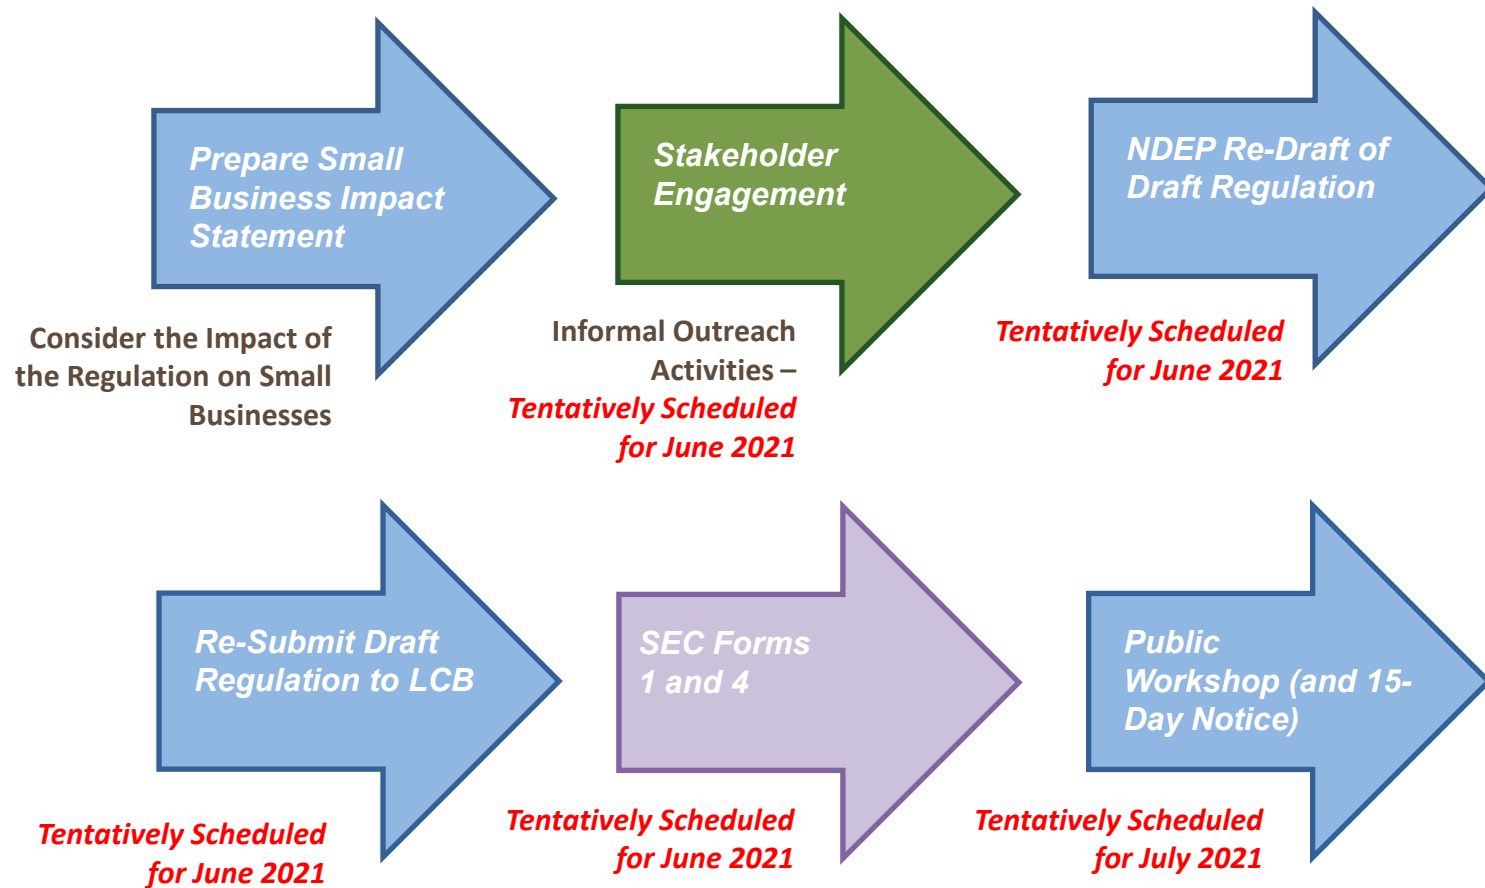 Prepare Small
Business Impact
Statement
Consider the Impact of
the Regulation on Small
Businesses
Stakeholder
Engagement
Informal Outreach
Activities –
Tentatively Scheduled
for June 2021
NDEP Re-Draft of
Draft Regulation
Tentatively Scheduled
for June 2021
Re-Submit Draft
Regulation to LCB
Tentatively Scheduled
for June 2021
SEC Forms
1 and 4
Tentatively Scheduled
for June 2021
Public
Workshop (and 15-
Day Notice)
Tentatively Scheduled
for July 2021